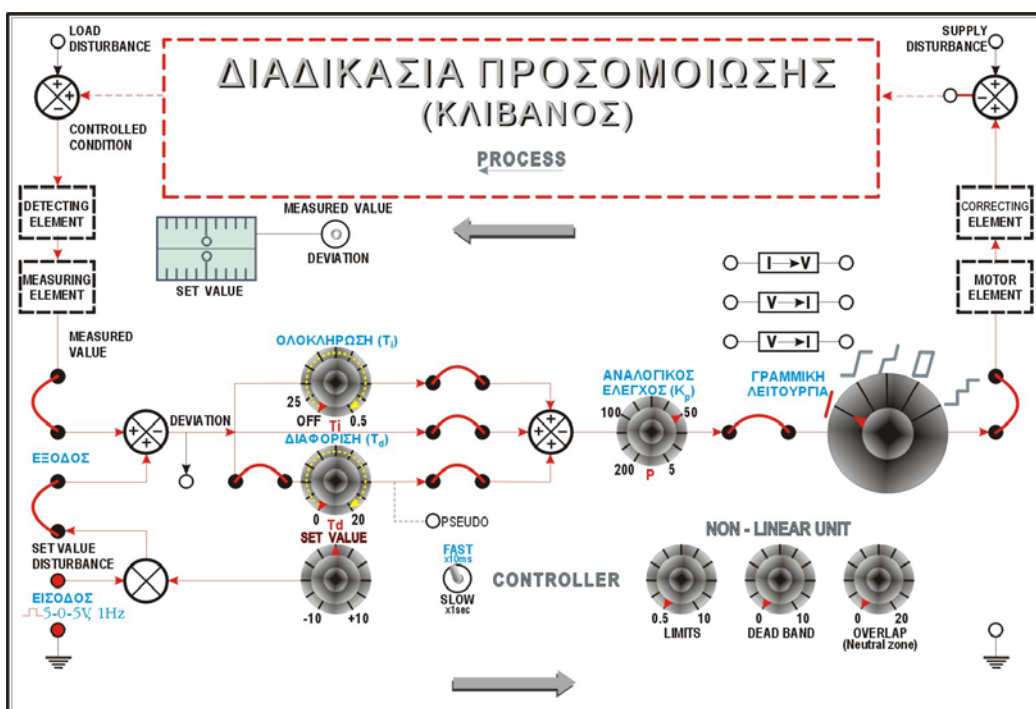 LOAD
DISTURBANCE
SUPPLY
DISTURBANCE
ΔΙΑΔΙΚΑΣΙΑ ΠΡΟΣΟΜΟΙΩΣΗΣ
(ΚΛΙΒΑΝΟΣ)
PROCESS
CONTROLLED
CONDITION
DETECTING
ELEMENT
MEASURED VALUE
DEVIATION
SET VALUE
CORRECTING
ELEMENT
MEASURING
ELEMENT
I V
V I
V I
MOTOR
ELEMENT
MEASURED
VALUE
ΟΛΟΚΛΗΡΩΣΗ (Ti)
25
OFF Ti 0.5
ΑΝΑΛΟΓΙΚΟΣ
ΕΛΕΓΧΟΣ (Kp)
100 50
200 P 5
ΓΡΑΜΜΙΚΗ
ΛΕΙΤΟΥΡΓΙΑ
DEVIATION
ΔΙΑΦΟΡΙΣΗ (Td)
0 Td 20
ΕΞΟΔΟΣ
PSEUDO
SET VALUE
DISTURBANCE
SET VALUE
-10 +10
FAST
x10ms
SLOW
x1sec
CONTROLLER
NON - LINEAR UNIT
0.5 10
LIMITS
0 10
DEAD BAND
0 20
OVERLAP
(Neutral zone)
ΕΙΣΟΔΟΣ
5-0-5V, 1Hz